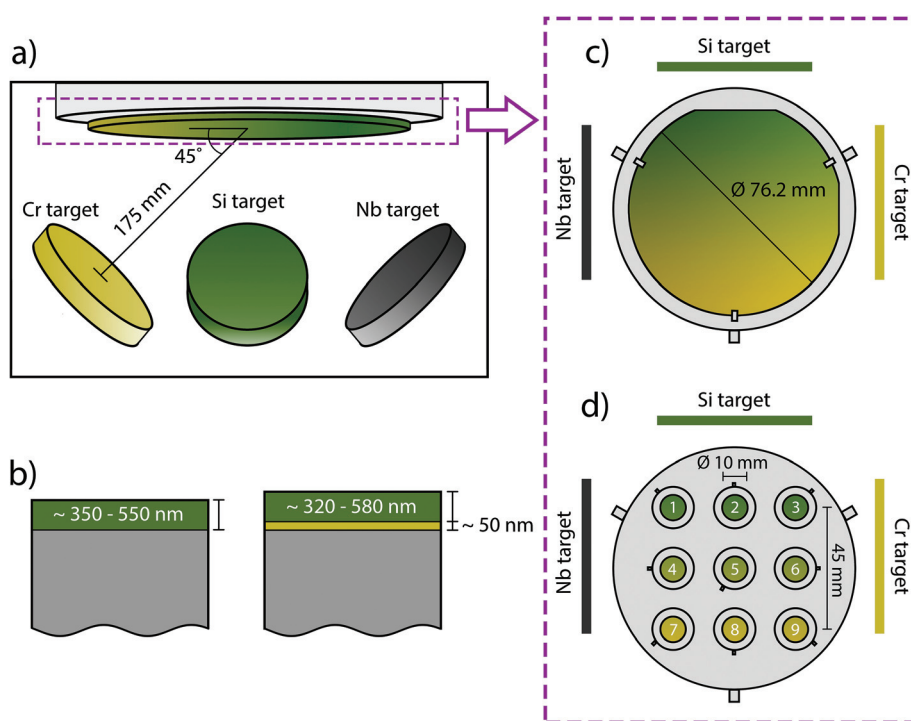 a)
45°
175 mm
Cr target
Si target
Nb target
b)
~ 350 - 550 nm
~ 320 - 580 nm
~ 50 nm
c)
Si target
Nb target
Ø 76.2 mm
Cr target
d)
Si target
Ø 10 mm
Nb target
1 2 3
4 5 6
7 8 9
45 mm
Cr target